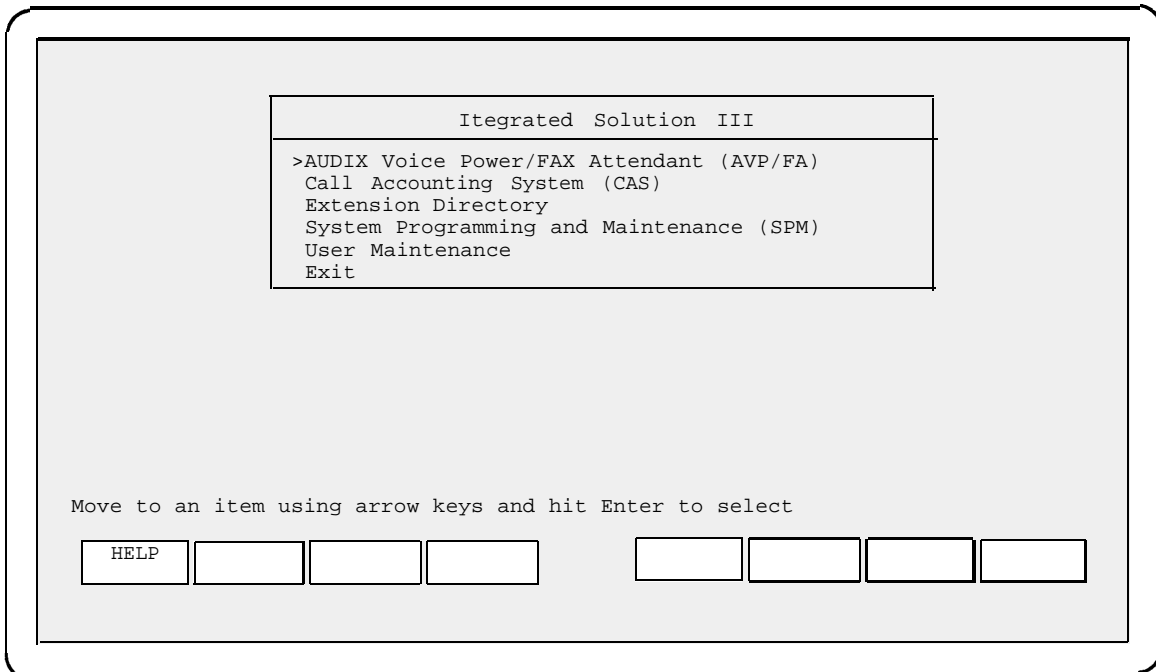 Itegrated Solution III
>AUDIX Voice Power/FAX Attendant (AVP/FA)
Call Accounting System (CAS)
Extension Directory
System Programming and Maintenance (SPM)
User Maintenance
Exit
Move to an item using arrow keys and hit Enter to select
HELP